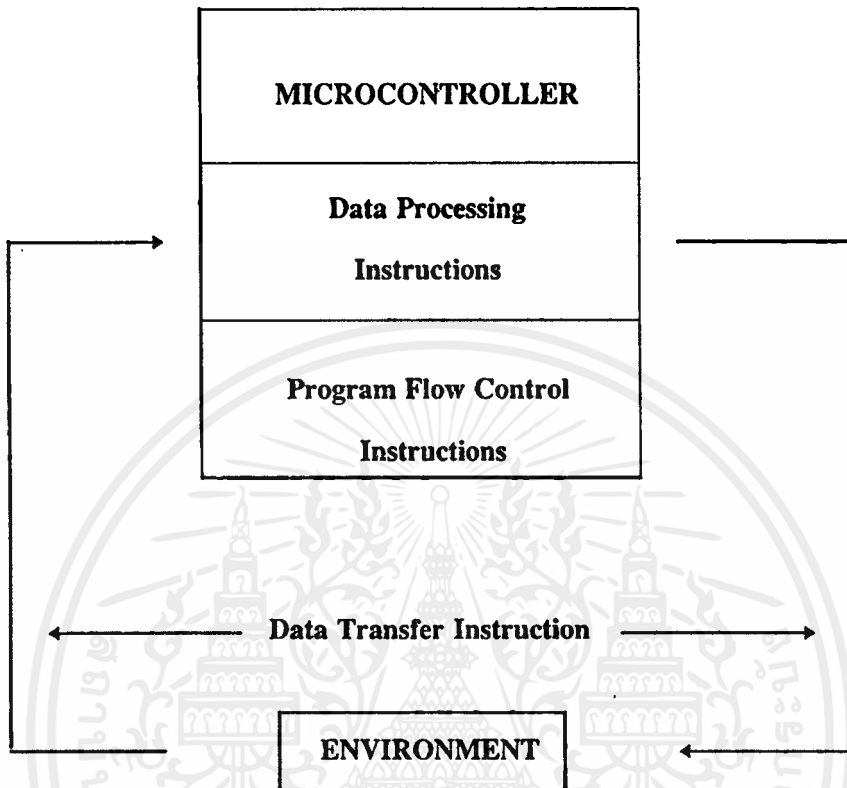 MICROCONTROLLER
Data Processing
Instructions
Program Flow Control
Instructions
Data Transfer Instruction
ENVIRONMENT